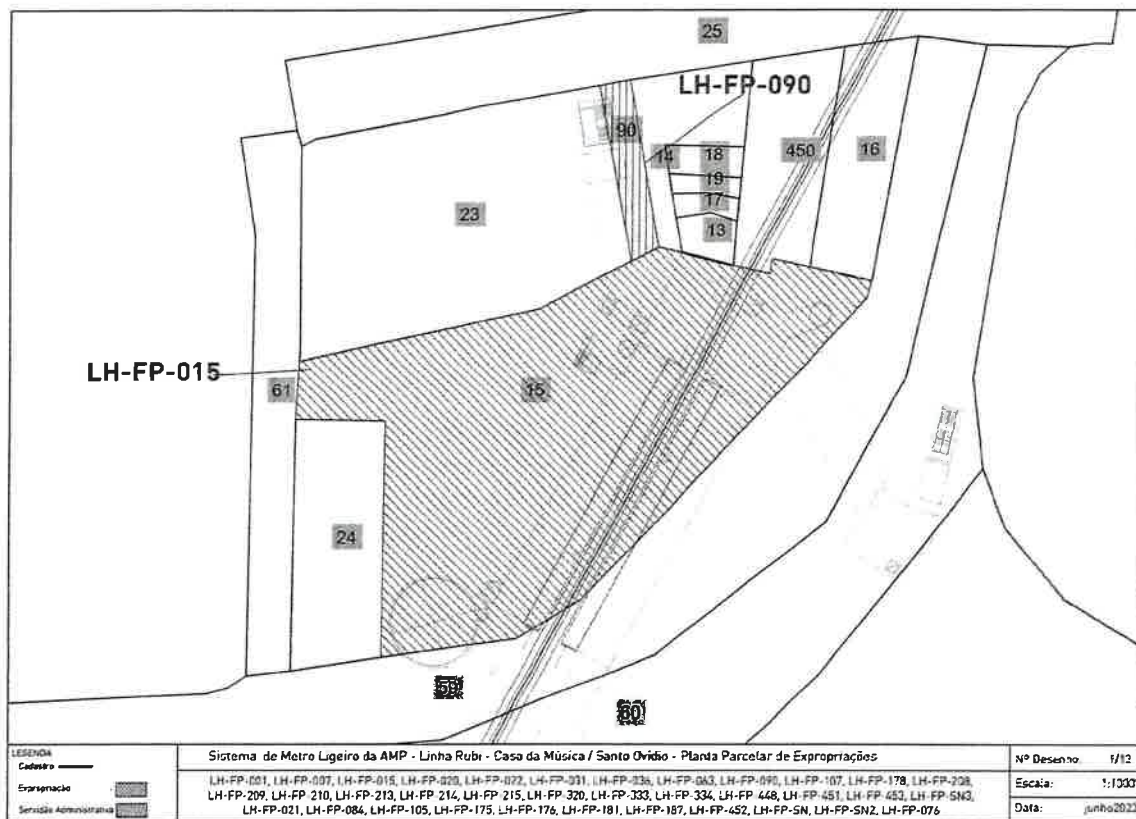 25
LH-FP-090
90
14
18
450
16
19
17
13
23
LH-FP-015
61
15
24
59
60
LEGENDA
Cadastro
Expropriação
Servidão Administrativa
Sistema de Metro Ligeiro da AMP - Linha Rubi - Casa da Música / Santo Ovídio - Planta Parcelar de Expropriações
LH-FP-001, LH-FP-007, LH-FP-015, LH-FP-020, LH-FP-022, LH-FP-031, LH-FP-036, LH-FP-063, LH-FP-090, LH-FP-107, LH-FP-178, LH-FP-208,
LH-FP-209, LH-FP-210, LH-FP-213, LH-FP-214, LH-FP-215, LH-FP-320, LH-FP-333, LH-FP-334, LH-FP-448, LH-FP-451, LH-FP-453, LH-FP-SN3,
LH-FP-021, LH-FP-084, LH-FP-105, LH-FP-175, LH-FP-176, LH-FP-181, LH-FP-187, LH-FP-452, LH-FP-SN, LH-FP-SN2, LH-FP-076
Nº Desenho: 1/12
Escala: 1:1000
Data: junho2023